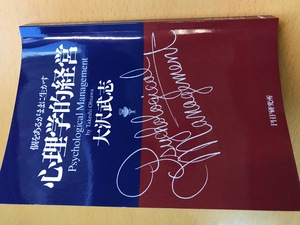 個をあるがままに生かす
心理学的経営
Psychological Management
by Takeshi Ohsawa
大沢武志
Psychological
Management
PHP研究所